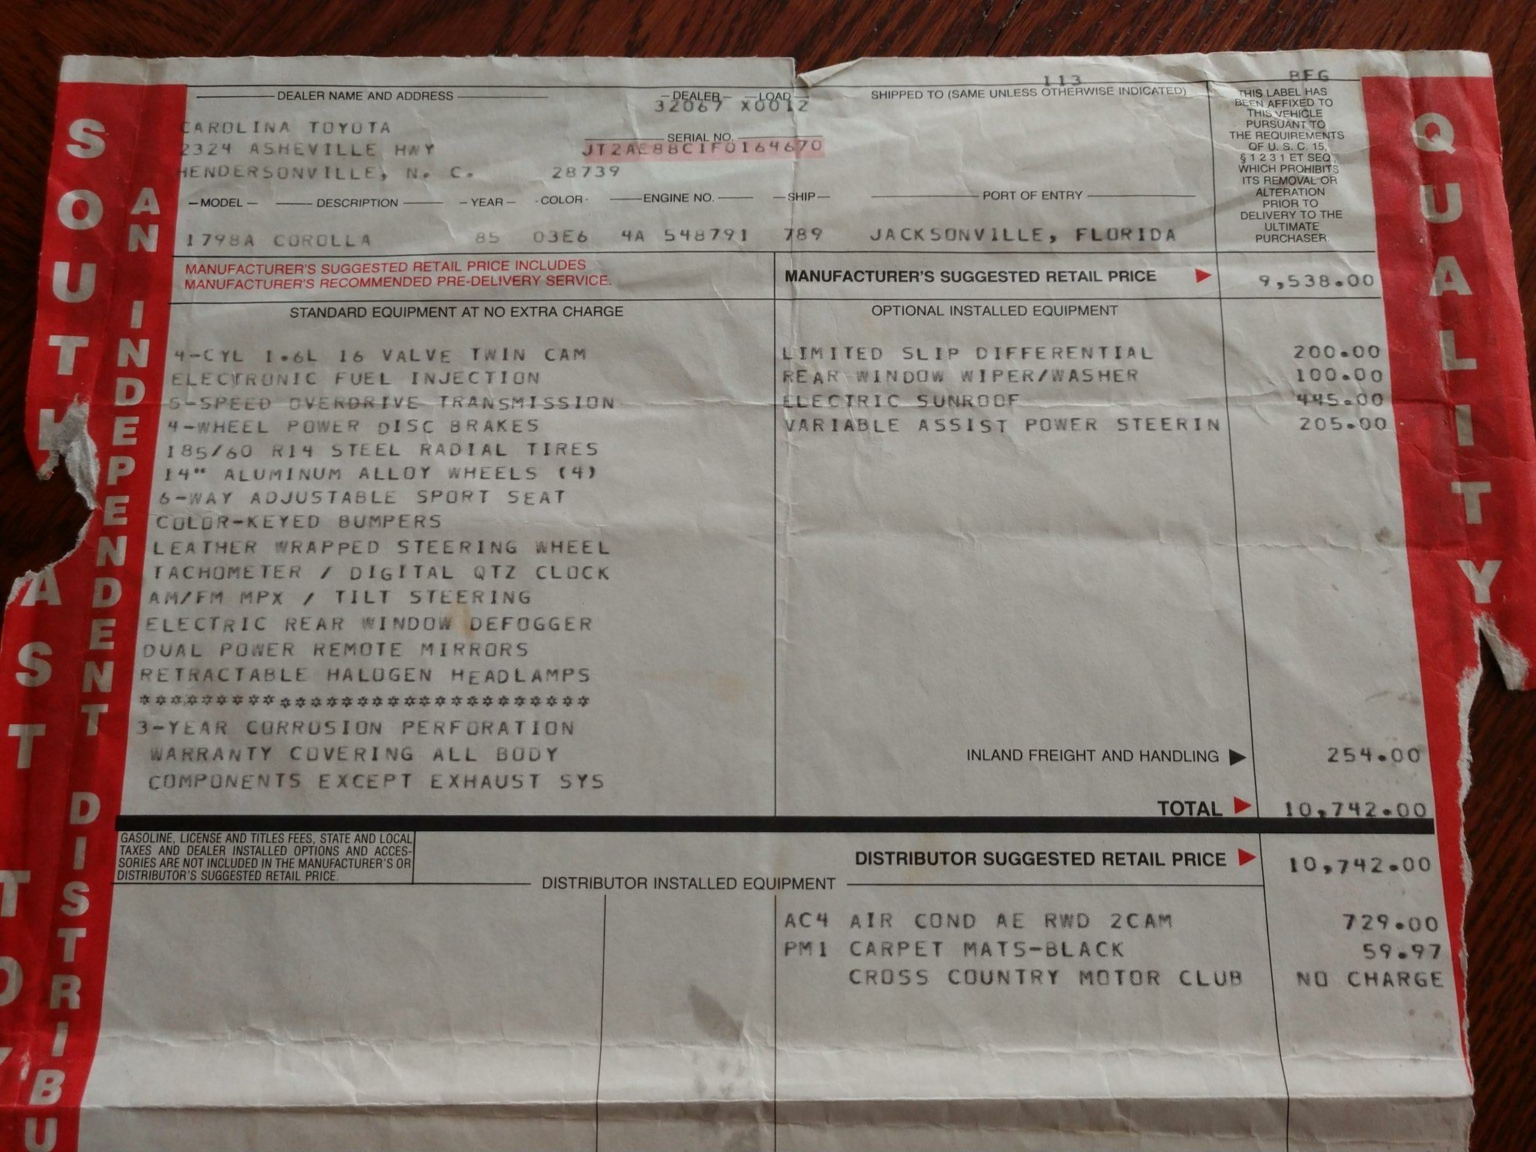 113
BFG
DEALER NAME AND ADDRESS
DEALER LOAD
32067 X0012
SHIPPED TO (SAME UNLESS OTHERWISE INDICATED)
THIS LABEL HAS
BEEN AFFIXED TO
THIS VEHICLE
PURSUANT TO
THE REQUIREMENTS
OF U. S. C. 15,
§ 1 2 3 1 ET SEQ.
WHICH PROHIBITS
ITS REMOVAL OR
ALTERATION
PRIOR TO
DELIVERY TO THE
ULTIMATE
PURCHASER
CAROLINA TOYOTA
SERIAL NO.
2324 ASHEVILLE HWY JT2AE88C1F0164670
HENDERSONVILLE, N. C. 28739
MODEL DESCRIPTION YEAR COLOR ENGINE NO. SHIP PORT OF ENTRY
1798A COROLLA 85 03E6 4A 548791 789 JACKSONVILLE, FLORIDA
MANUFACTURER'S SUGGESTED RETAIL PRICE INCLUDES
MANUFACTURER'S RECOMMENDED PRE-DELIVERY SERVICE.
MANUFACTURER'S SUGGESTED RETAIL PRICE 9,538.00
STANDARD EQUIPMENT AT NO EXTRA CHARGE
4-CYL 1.6L 16 VALVE TWIN CAM
ELECTRONIC FUEL INJECTION
5-SPEED OVERDRIVE TRANSMISSION
4-WHEEL POWER DISC BRAKES
185/60 R14 STEEL RADIAL TIRES
14" ALUMINUM ALLOY WHEELS (4)
6-WAY ADJUSTABLE SPORT SEAT
COLOR-KEYED BUMPERS
LEATHER WRAPPED STEERING WHEEL
TACHOMETER / DIGITAL QTZ CLOCK
AM/FM MPX / TILT STEERING
ELECTRIC REAR WINDOW DEFOGGER
DUAL POWER REMOTE MIRRORS
RETRACTABLE HALOGEN HEADLAMPS
**********************************
3-YEAR CORRUSION PERFORATION
WARRANTY COVERING ALL BODY
COMPONENTS EXCEPT EXHAUST SYS
OPTIONAL INSTALLED EQUIPMENT
LIMITED SLIP DIFFERENTIAL 200.00
REAR WINDOW WIPER/WASHER 100.00
ELECTRIC SUNROOF 445.00
VARIABLE ASSIST POWER STEERIN 205.00
INLAND FREIGHT AND HANDLING 254.00
TOTAL 10,742.00
GASOLINE, LICENSE AND TITLES FEES, STATE AND LOCAL
TAXES AND DEALER INSTALLED OPTIONS AND ACCES-
SORIES ARE NOT INCLUDED IN THE MANUFACTURER'S OR
DISTRIBUTOR'S SUGGESTED RETAIL PRICE.
DISTRIBUTOR SUGGESTED RETAIL PRICE 10,742.00
DISTRIBUTOR INSTALLED EQUIPMENT
AC4 AIR COND AE RWD 2CAM 729.00
PM1 CARPET MATS-BLACK 59.97
CROSS COUNTRY MOTOR CLUB NO CHARGE
SOUTH AST TOY
AN INDEPENDENT DISTRIBU
QUALITY